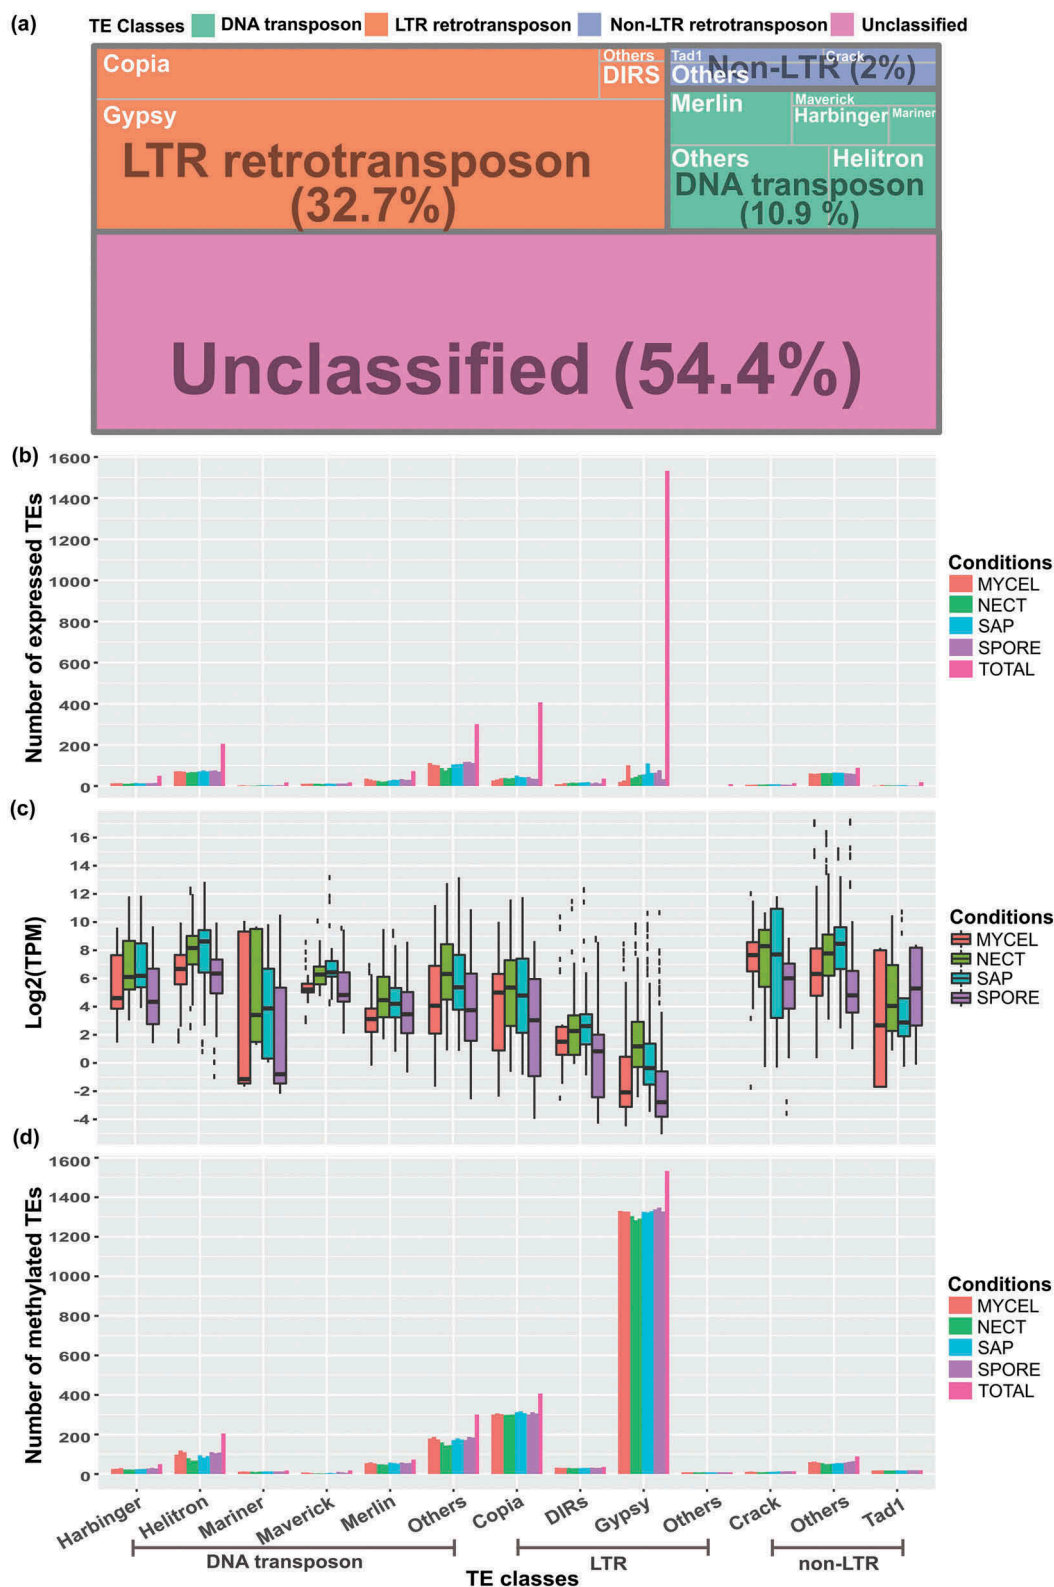 (a) TE Classes DNA transposon LTR retrotransposon Non-LTR retrotransposon Unclassified
Copia
Others
DIRS
Gypsy
LTR retrotransposon
(32.7%)
Tad1
Crack
Others
Non-LTR (2%)
Merlin
Maverick
Harbinger
Mariner
Others
Helitron
DNA transposon
(10.9 %)
Unclassified (54.4%)
(b)
Number of expressed TEs
1600
1400
1200
1000
800
600
400
200
0
Conditions
MYCEL
NECT
SAP
SPORE
TOTAL
(c)
Log2(TPM)
16
14
12
10
8
6
4
2
0
-2
-4
Conditions
MYCEL
NECT
SAP
SPORE
(d)
Number of methylated TEs
1600
1400
1200
1000
800
600
400
200
0
Conditions
MYCEL
NECT
SAP
SPORE
TOTAL
Harbinger
Helitron
Mariner
Maverick
Merlin
Others
Copia
DIRs
Gypsy
Others
Crack
Others
Tad1
DNA transposon
LTR
non-LTR
TE classes